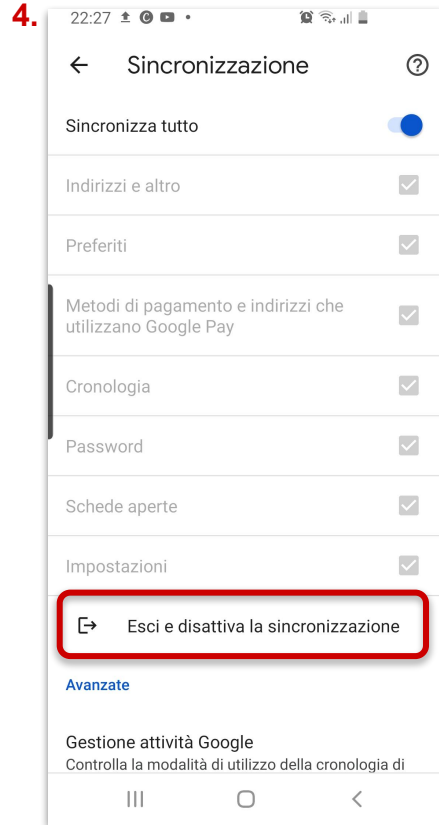 4.
22:27
Sincronizzazione
Sincronizza tutto
Indirizzi e altro
Preferiti
Metodi di pagamento e indirizzi che
utilizzano Google Pay
Cronologia
Password
Schede aperte
Impostazioni
Esci e disattiva la sincronizzazione
Avanzate
Gestione attività Google
Controlla la modalità di utilizzo della cronologia di